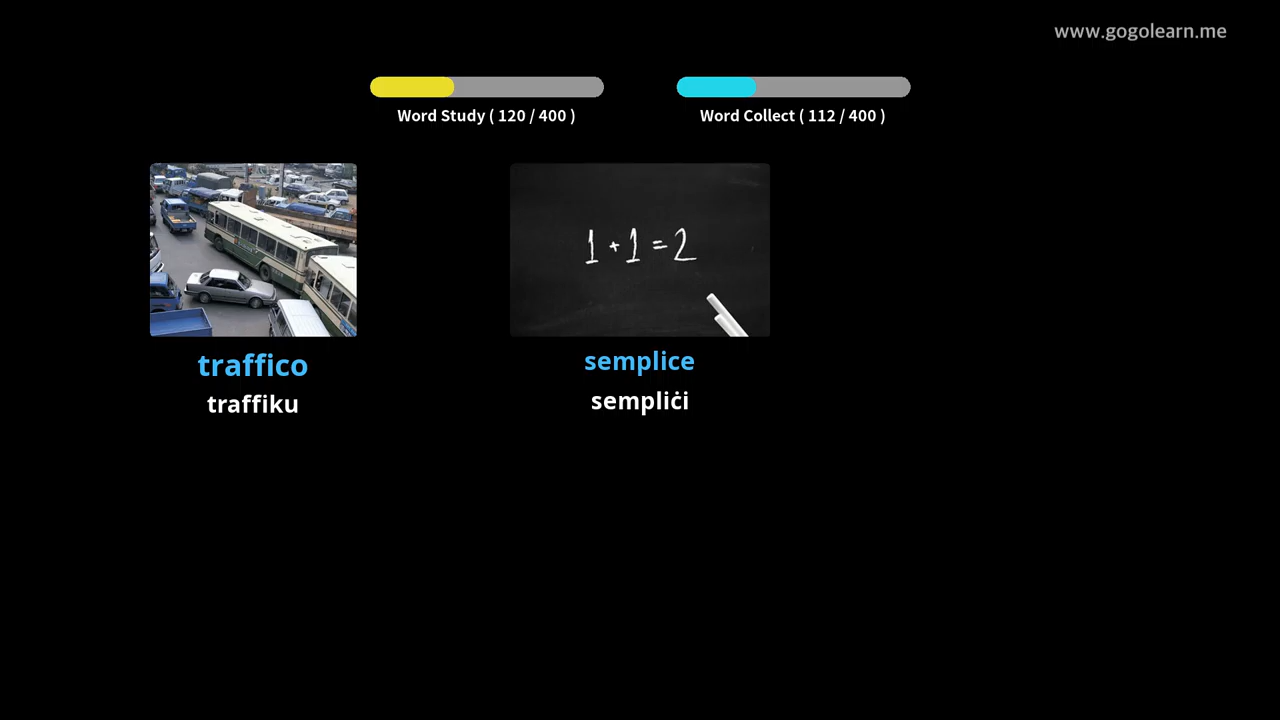 www.gogolearn.me
Word Study ( 120 / 400 )
Word Collect ( 112 / 400 )
1 + 1 = 2
traffico
traffiku
semplice
sempliċi